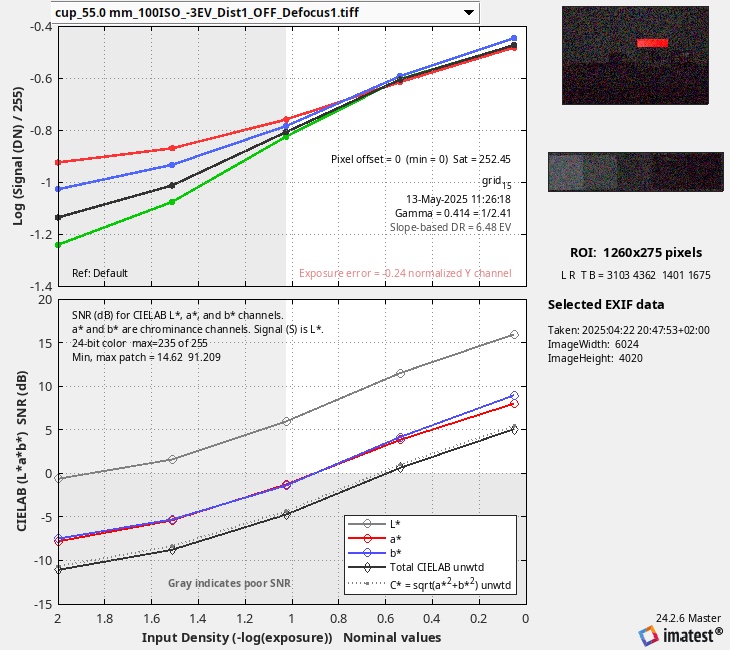 cup_55.0 mm_100ISO_-3EV_Dist1_OFF_Defocus1.tiff
Log (Signal (DN) / 255)
-0.4
-0.6
-0.8
-1
-1.2
-1.4
Pixel offset = 0 (min = 0) Sat = 252.45
grid_15
13-May-2025 11:26:18
Gamma = 0.414 = 1/2.41
Slope-based DR = 6.48 EV
Ref: Default
Exposure error = -0.24 normalized Y channel
ROI: 1260x275 pixels
L R T B = 3103 4362 1401 1675
Selected EXIF data
Taken: 2025:04:22 20:47:53+02:00
ImageWidth: 6024
ImageHeight: 4020
CIELAB (L*a*b*) SNR (dB)
20
15
10
5
0
-5
-10
-15
SNR (dB) for CIELAB L*, a*, and b* channels.
a* and b* are chrominance channels. Signal (S) is L*.
24-bit color max=235 of 255
Min, max patch = 14.62 91.209
L*
a*
b*
Total CIELAB unwtd
C* = sqrt(a*2+b*2) unwtd
Gray indicates poor SNR
2 1.8 1.6 1.4 1.2 1 0.8 0.6 0.4 0.2 0
Input Density (-log(exposure)) Nominal values
24.2.6 Master
imatest®